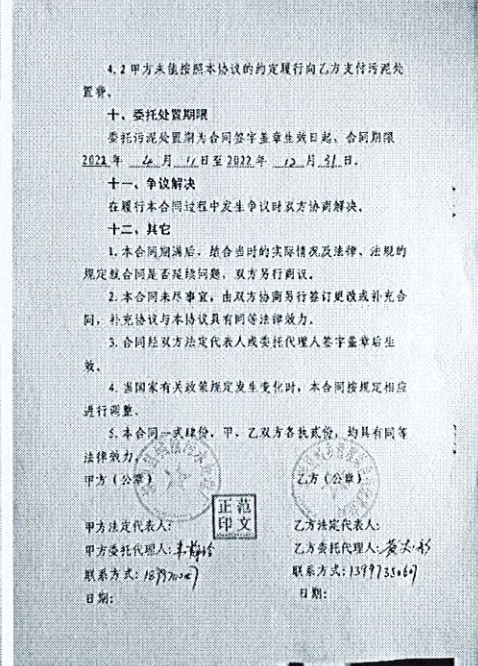 4.2 甲方未能按照本协议的约定履行向乙方支付污泥处
置费。
十、委托处置期限
委托污泥处置期为合同签字盖章生效日起，合同期限
2022 年 4 月 11 日至 2022 年 12 月 31 日。
十一、争议解决
在履行本合同过程中发生争议时双方协商解决。
十二、其它
1.本合同期满后，结合当时的实际情况及法律、法规的
规定就合同是否延续问题，双方另行商议。
2.本合同未尽事宜，由双方协商另行签订更改或补充合
同，补充协议与本协议具有同等法律效力。
3.合同经双方法定代表人或委托代理人签字盖章后生
效。
4.当国家有关政策规定发生变化时，本合同按规定相应
进行调整。
5.本合同一式肆份，甲、乙双方各执贰份，均具有同等
法律效力。
甲方（公章） 乙方（公章）
正范
印文
甲方法定代表人： 乙方法定代表人：
甲方委托代理人： 乙方委托代理人：
联系方式： 联系方式：
日期： 日期：